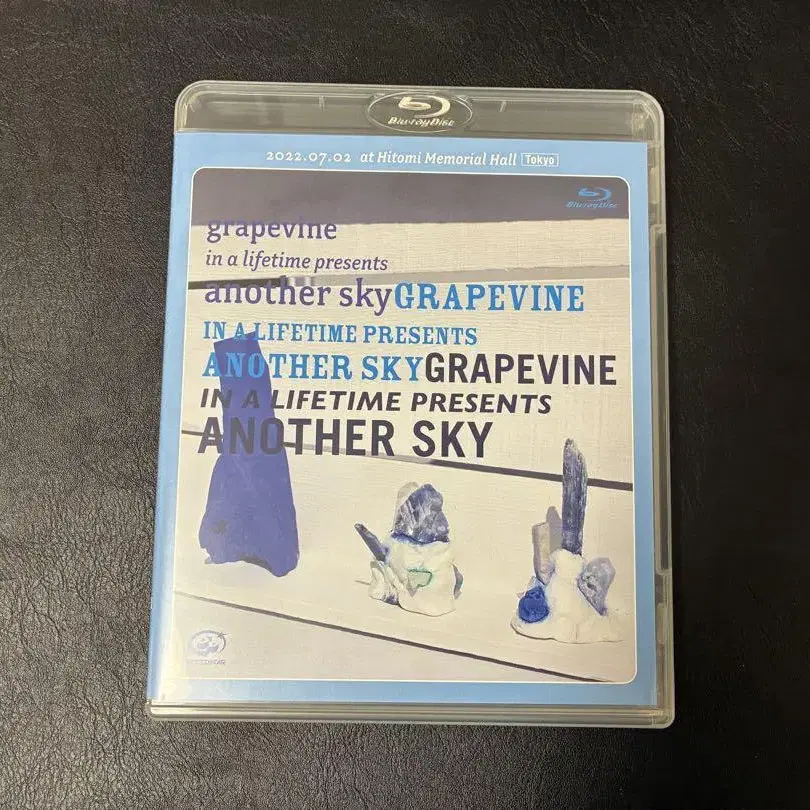 Blu-ray Disc
2022.07.02 at Hitomi Memorial Hall Tokyo
Blu-ray Disc
grapevine
in a lifetime presents
another skyGRAPEVINE
IN A LIFETIME PRESENTS
ANOTHER SKYGRAPEVINE
IN A LIFETIME PRESENTS
ANOTHER SKY
SPEEDSTAR